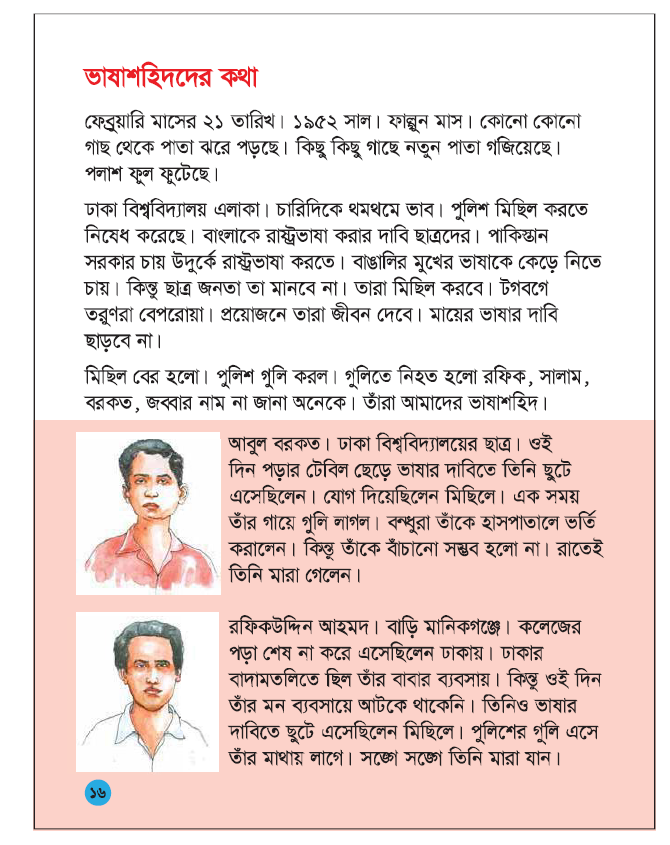 ভাষাশহিদদের কথা
ফেব্রুয়ারি মাসের ২১ তারিখ। ১৯৫২ সাল। ফাল্গুন মাস। কোনো কোনো
গাছ থেকে পাতা ঝরে পড়ছে। কিছু কিছু গাছে নতুন পাতা গজিয়েছে।
পলাশ ফুল ফুটেছে।
ঢাকা বিশ্ববিদ্যালয় এলাকা। চারিদিকে থমথমে ভাব। পুলিশ মিছিল করতে
নিষেধ করেছে। বাংলাকে রাষ্ট্রভাষা করার দাবি ছাত্রদের। পাকিস্তান
সরকার চায় উদুর্কে রাষ্ট্রভাষা করতে। বাঙালির মুখের ভাষাকে কেড়ে নিতে
চায়। কিন্তু ছাত্র জনতা তা মানবে না। তারা মিছিল করবে। টগবগে
তরুণরা বেপরোয়া। প্রয়োজনে তারা জীবন দেবে। মায়ের ভাষার দাবি
ছাড়বে না।
মিছিল বের হলো। পুলিশ গুলি করল। গুলিতে নিহত হলো রফিক, সালাম,
বরকত, জব্বার নাম না জানা অনেকে। তাঁরা আমাদের ভাষাশহিদ।
আবুল বরকত। ঢাকা বিশ্ববিদ্যালয়ের ছাত্র। ওই
দিন পড়ার টেবিল ছেড়ে ভাষার দাবিতে তিনি ছুটে
এসেছিলেন। যোগ দিয়েছিলেন মিছিলে। এক সময়
তাঁর গায়ে গুলি লাগল। বন্ধুরা তাঁকে হাসপাতালে ভর্তি
করালেন। কিন্তু তাঁকে বাঁচানো সম্ভব হলো না। রাতেই
তিনি মারা গেলেন।
রফিকউদ্দিন আহমদ। বাড়ি মানিকগঞ্জে। কলেজের
পড়া শেষ না করে এসেছিলেন ঢাকায়। ঢাকার
বাদামতলিতে ছিল তাঁর বাবার ব্যবসায়। কিন্তু ওই দিন
তাঁর মন ব্যবসায়ে আটকে থাকেনি। তিনিও ভাষার
দাবিতে ছুটে এসেছিলেন মিছিলে। পুলিশের গুলি এসে
তাঁর মাথায় লাগে। সঙ্গে সঙ্গে তিনি মারা যান।
১৬